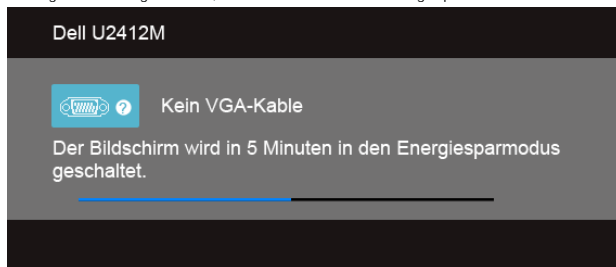 Dell U2412M
Kein VGA-Kable
Der Bildschirm wird in 5 Minuten in den Energiesparmodus
geschaltet.